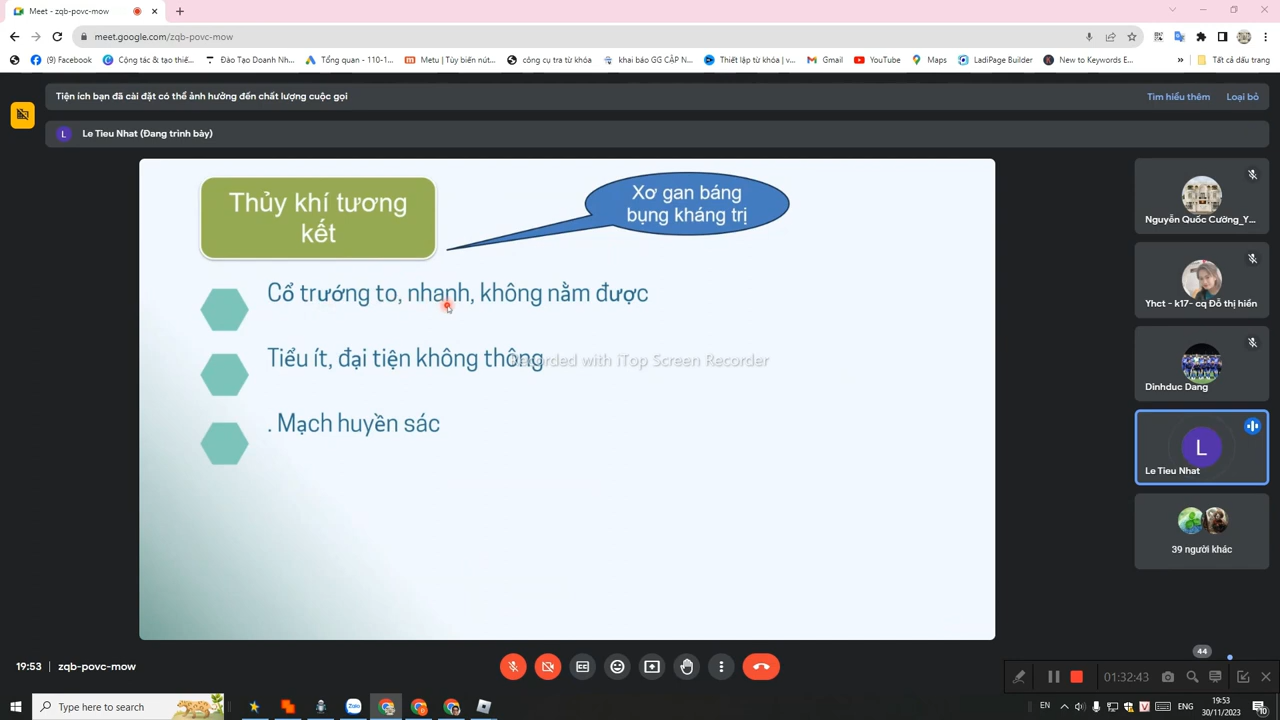 Meet - zqb-povc-mow
meet.google.com/zqb-povc-mow
(9) Facebook
Công tác & tạo thiế...
Đào Tạo Doanh Nh...
Tổng quan - 110-1...
Metu | Tùy biến nút...
công cụ tra từ khóa
khai báo GG CẶP N...
Thiết lập từ khóa | v...
Gmail
YouTube
Maps
LadiPage Builder
New to Keywords E...
»
Tất cả dấu trang
Tiện ích bạn đã cài đặt có thể ảnh hưởng đến chất lượng cuộc gọi
Tìm hiểu thêm
Loại bỏ
L
Le Tieu Nhat (Đang trình bày)
Thủy khí tương
kết
Xơ gan báng
bụng kháng trị
Cổ trướng to, nhanh, không nằm được
Tiểu ít, đại tiện không thông
Recorded with iTop Screen Recorder
. Mạch huyền sác
Nguyễn Quốc Cường_Y...
Yhct - k17- cq Đỗ thị hiền
Dinhduc Dang
L
Le Tieu Nhat
39 người khác
19:53
zqb-povc-mow
44
01:32:43
Type here to search
Zalo
EN
V
19:53
30/11/2023
10